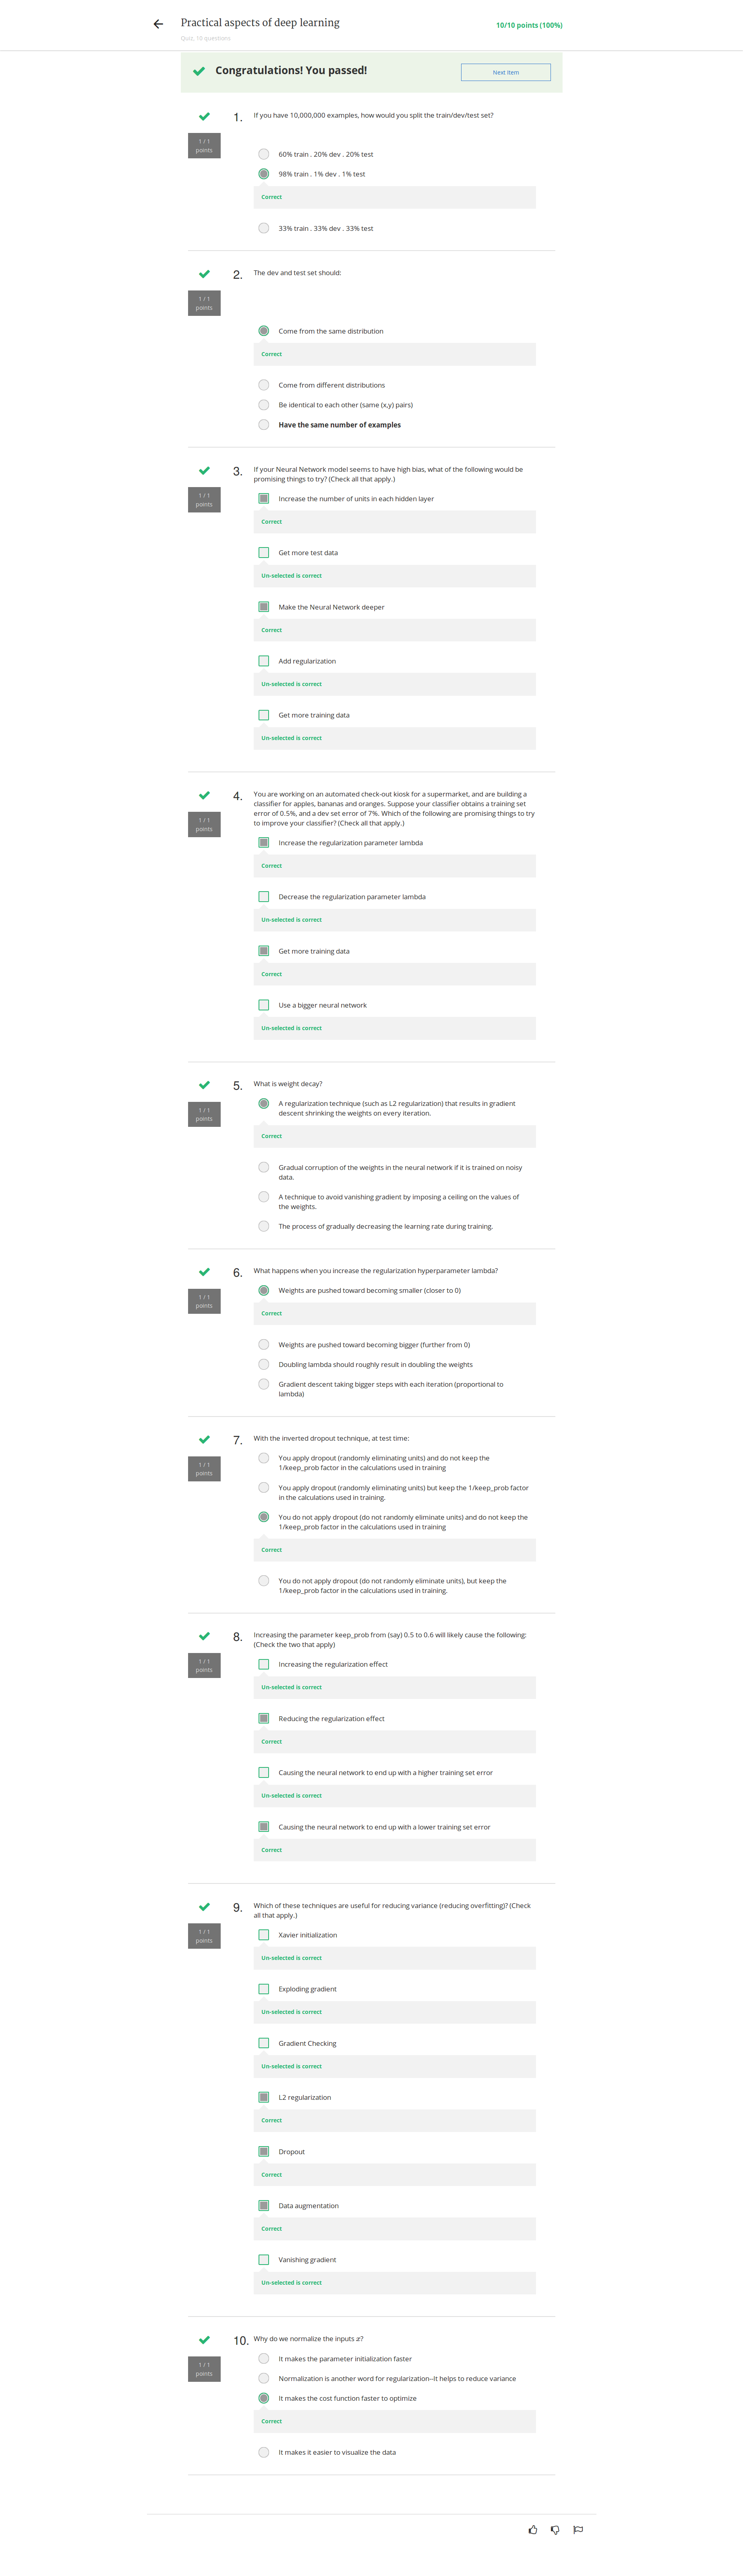 Practical aspects of deep learning
10/10 points (100%)
Quiz, 10 questions
Congratulations! You passed!
Next Item
1.
If you have 10,000,000 examples, how would you split the train/dev/test set?
1 / 1
points
60% train . 20% dev . 20% test
98% train . 1% dev . 1% test
Correct
33% train . 33% dev . 33% test
2.
The dev and test set should:
1 / 1
points
Come from the same distribution
Correct
Come from different distributions
Be identical to each other (same (x,y) pairs)
Have the same number of examples
3.
If your Neural Network model seems to have high bias, what of the following would be
promising things to try? (Check all that apply.)
1 / 1
points
Increase the number of units in each hidden layer
Correct
Get more test data
Un-selected is correct
Make the Neural Network deeper
Correct
Add regularization
Un-selected is correct
Get more training data
Un-selected is correct
4.
You are working on an automated check-out kiosk for a supermarket, and are building a
classifier for apples, bananas and oranges. Suppose your classifier obtains a training set
error of 0.5%, and a dev set error of 7%. Which of the following are promising things to try
to improve your classifier? (Check all that apply.)
1 / 1
points
Increase the regularization parameter lambda
Correct
Decrease the regularization parameter lambda
Un-selected is correct
Get more training data
Correct
Use a bigger neural network
Un-selected is correct
5.
What is weight decay?
1 / 1
points
A regularization technique (such as L2 regularization) that results in gradient
descent shrinking the weights on every iteration.
Correct
Gradual corruption of the weights in the neural network if it is trained on noisy
data.
A technique to avoid vanishing gradient by imposing a ceiling on the values of
the weights.
The process of gradually decreasing the learning rate during training.
6.
What happens when you increase the regularization hyperparameter lambda?
1 / 1
points
Weights are pushed toward becoming smaller (closer to 0)
Correct
Weights are pushed toward becoming bigger (further from 0)
Doubling lambda should roughly result in doubling the weights
Gradient descent taking bigger steps with each iteration (proportional to
lambda)
7.
With the inverted dropout technique, at test time:
1 / 1
points
You apply dropout (randomly eliminating units) and do not keep the
1/keep_prob factor in the calculations used in training
You apply dropout (randomly eliminating units) but keep the 1/keep_prob factor
in the calculations used in training.
You do not apply dropout (do not randomly eliminate units) and do not keep the
1/keep_prob factor in the calculations used in training
Correct
You do not apply dropout (do not randomly eliminate units), but keep the
1/keep_prob factor in the calculations used in training.
8.
Increasing the parameter keep_prob from (say) 0.5 to 0.6 will likely cause the following:
(Check the two that apply)
1 / 1
points
Increasing the regularization effect
Un-selected is correct
Reducing the regularization effect
Correct
Causing the neural network to end up with a higher training set error
Un-selected is correct
Causing the neural network to end up with a lower training set error
Correct
9.
Which of these techniques are useful for reducing variance (reducing overfitting)? (Check
all that apply.)
1 / 1
points
Xavier initialization
Un-selected is correct
Exploding gradient
Un-selected is correct
Gradient Checking
Un-selected is correct
L2 regularization
Correct
Dropout
Correct
Data augmentation
Correct
Vanishing gradient
Un-selected is correct
10.
Why do we normalize the inputs x?
1 / 1
points
It makes the parameter initialization faster
Normalization is another word for regularization--It helps to reduce variance
It makes the cost function faster to optimize
Correct
It makes it easier to visualize the data